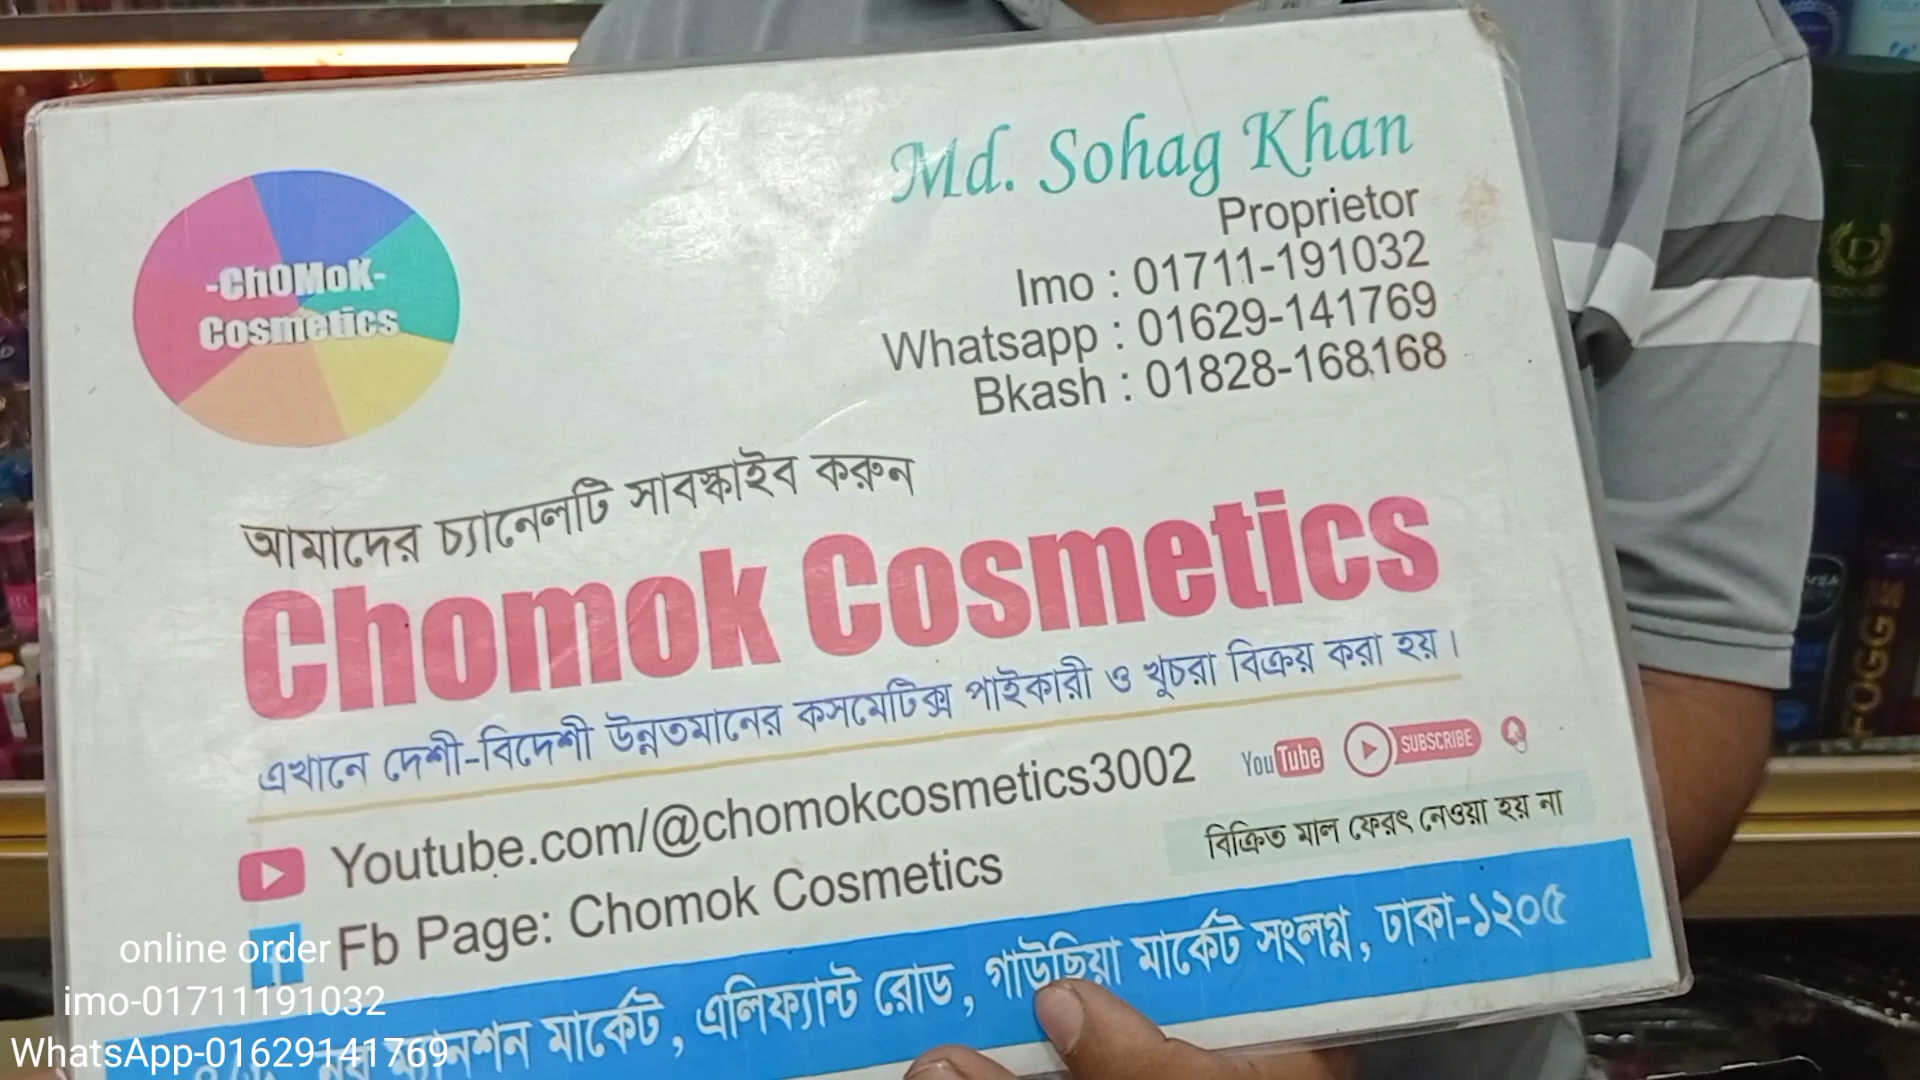 -ChOMoK-
Cosmetics
Md. Sohag Khan
Proprietor
Imo : 01711-191032
Whatsapp : 01629-141769
Bkash : 01828-168168
আমাদের চ্যানেলটি সাবস্কাইব করুন
Chomok Cosmetics
এখানে দেশী-বিদেশী উন্নতমানের কসমেটিক্স পাইকারী ও খুচরা বিক্রয় করা হয়।
Youtube.com/@chomokcosmetics3002
YouTube
SUBSCRIBE
বিক্রিত মাল ফেরৎ নেওয়া হয় না
Fb Page: Chomok Cosmetics
মার্কেট, এলিফ্যান্ট রোড, গাউছিয়া মার্কেট সংলগ্ন, ঢাকা-১২০৫
online order
imo-01711191032
WhatsApp-01629141769
FOGG